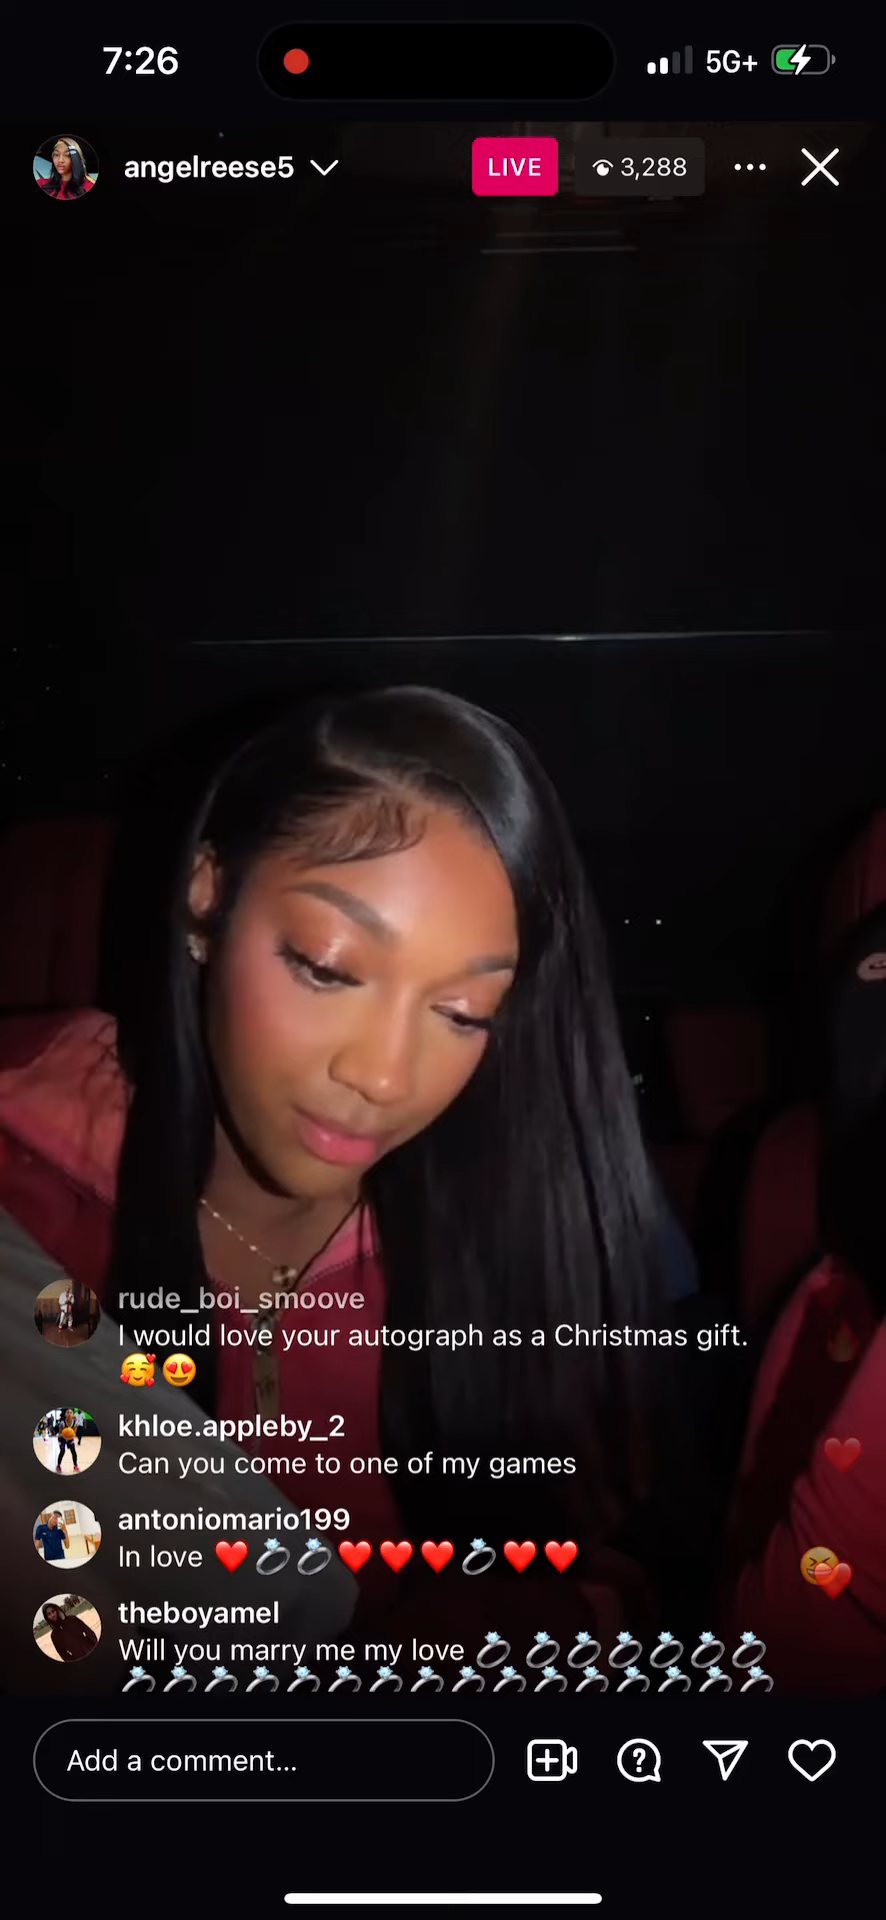 7:26
5G+
angelreese5
LIVE
3,288
rude_boi_smoove
I would love your autograph as a Christmas gift.
🥰😍
khloe.appleby_2
Can you come to one of my games
antoniomario199
In love ❤️💍💍❤️❤️❤️💍❤️❤️
theboyamel
Will you marry me my love 💍 💍💍💍💍💍💍
💍💍💍💍💍💍💍💍💍💍💍💍💍💍💍💍
Add a comment...